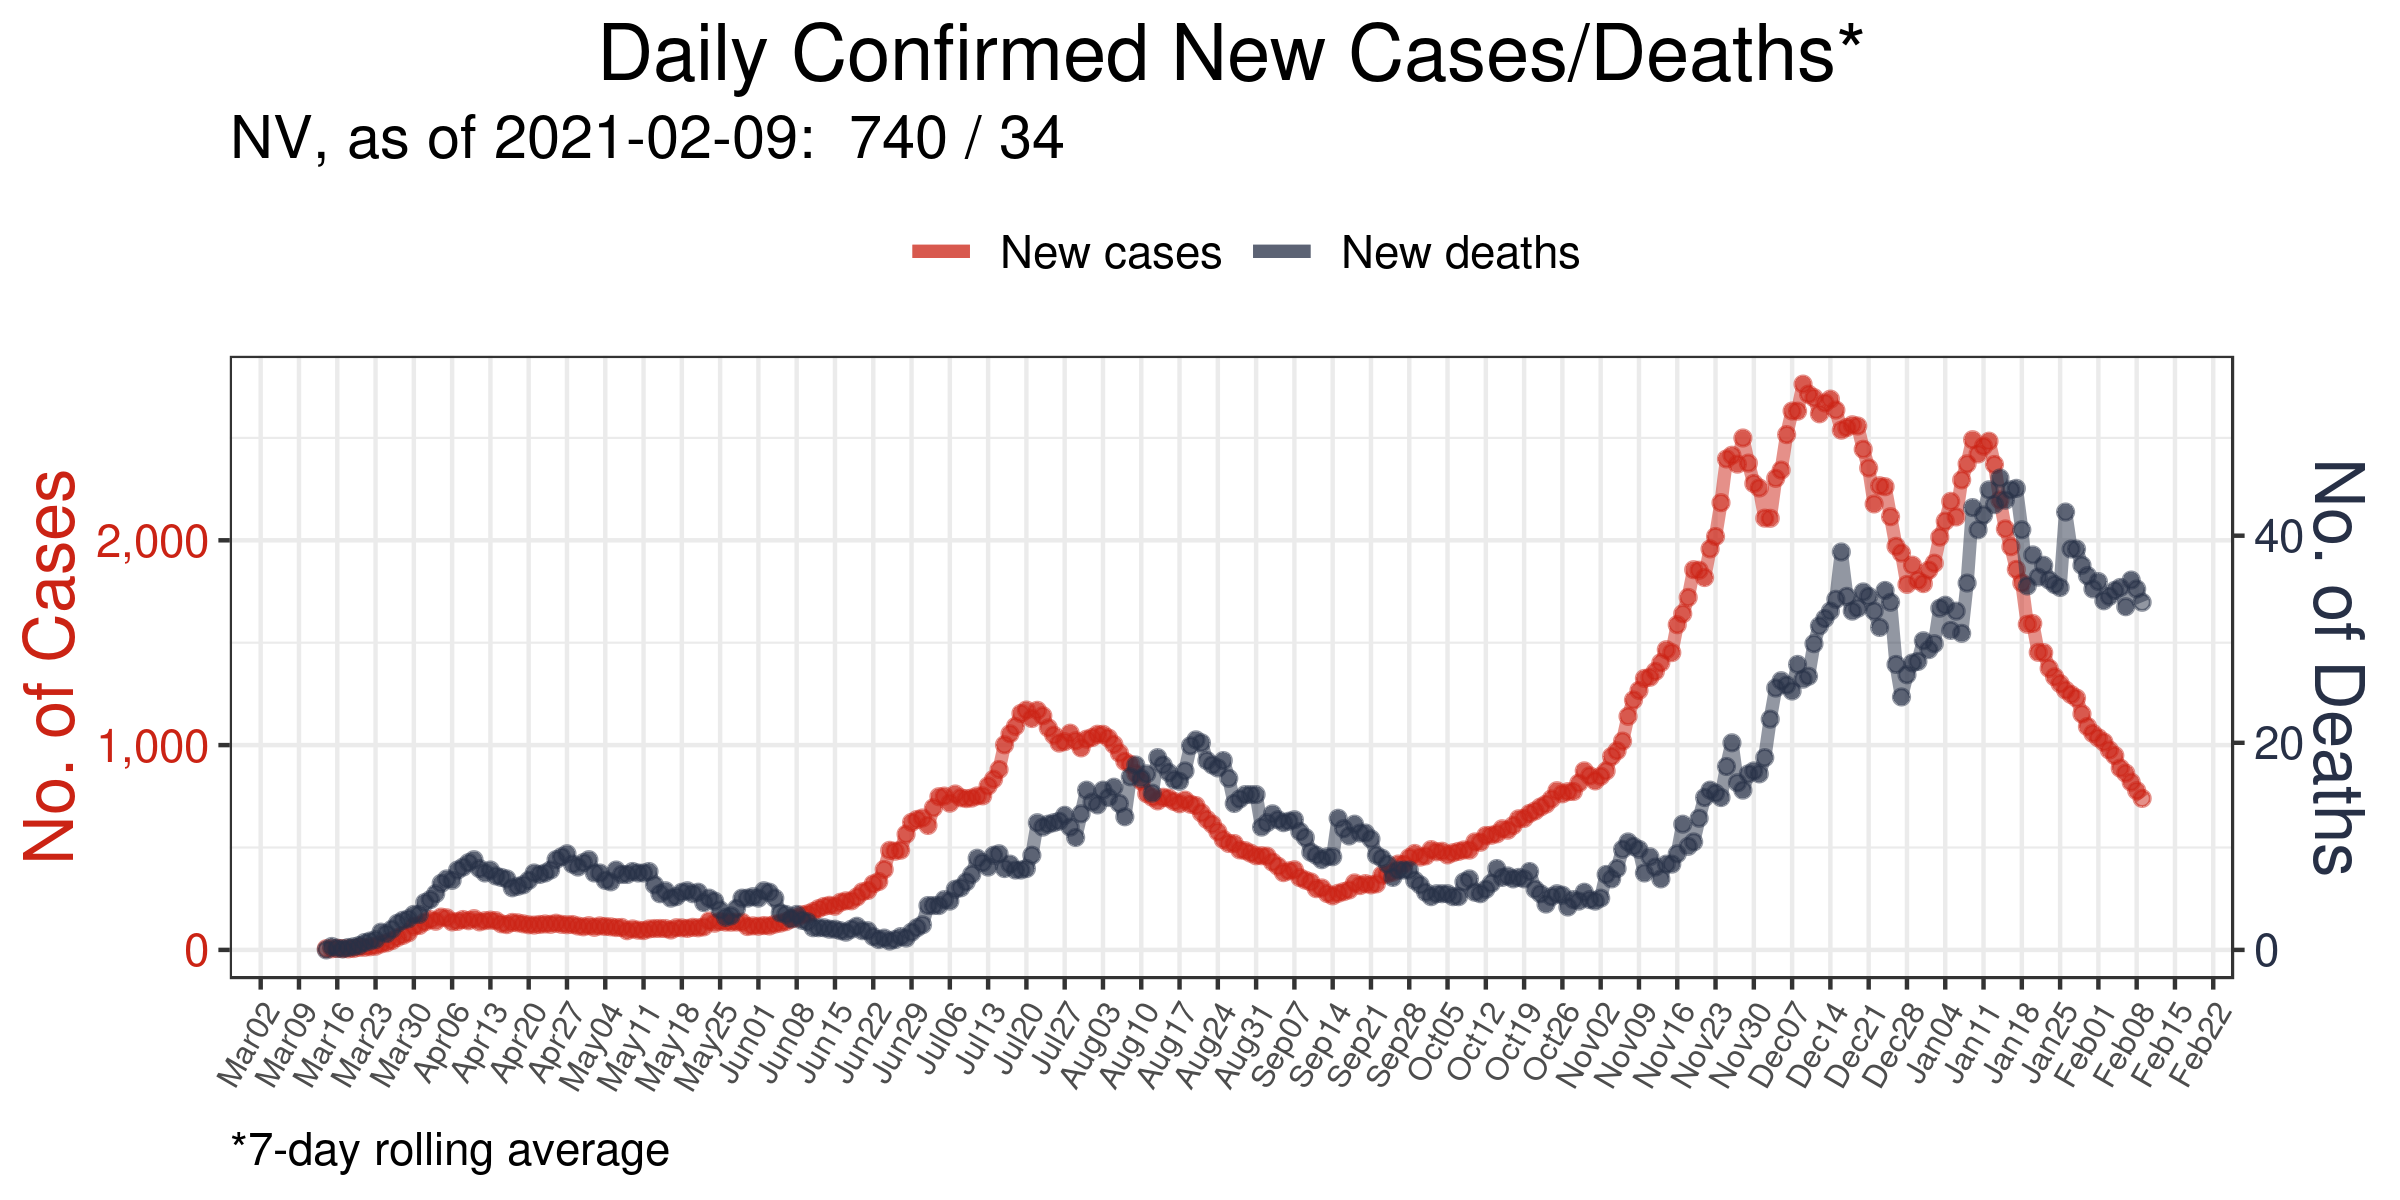 Daily Confirmed New Cases/Deaths*
NV, as of 2021-02-09:  740 / 34
New cases
New deaths
No. of Cases
2,000
1,000
0
No. of Deaths
40
20
0
Mar02
Mar09
Mar16
Mar23
Mar30
Apr06
Apr13
Apr20
Apr27
May04
May11
May18
May25
Jun01
Jun08
Jun15
Jun22
Jun29
Jul06
Jul13
Jul20
Jul27
Aug03
Aug10
Aug17
Aug24
Aug31
Sep07
Sep14
Sep21
Sep28
Oct05
Oct12
Oct19
Oct26
Nov02
Nov09
Nov16
Nov23
Nov30
Dec07
Dec14
Dec21
Dec28
Dec04
Jan11
Jan18
Jan25
Feb01
Feb08
Feb15
Feb22
*7-day rolling average